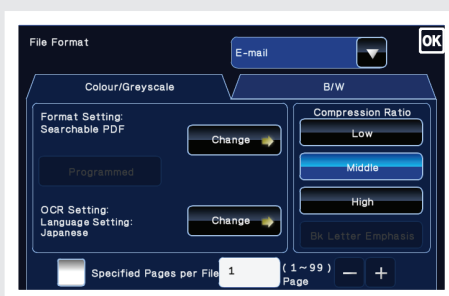 File Format
E-mail
OK
Colour/Greyscale
B/W
Format Setting:
Searchable PDF
Change
Programmed
OCR Setting:
Language Setting:
Japanese
Change
Compression Ratio
Low
Middle
High
Bk Letter Emphasis
Specified Pages per File
1
(1~99)
Page
− +